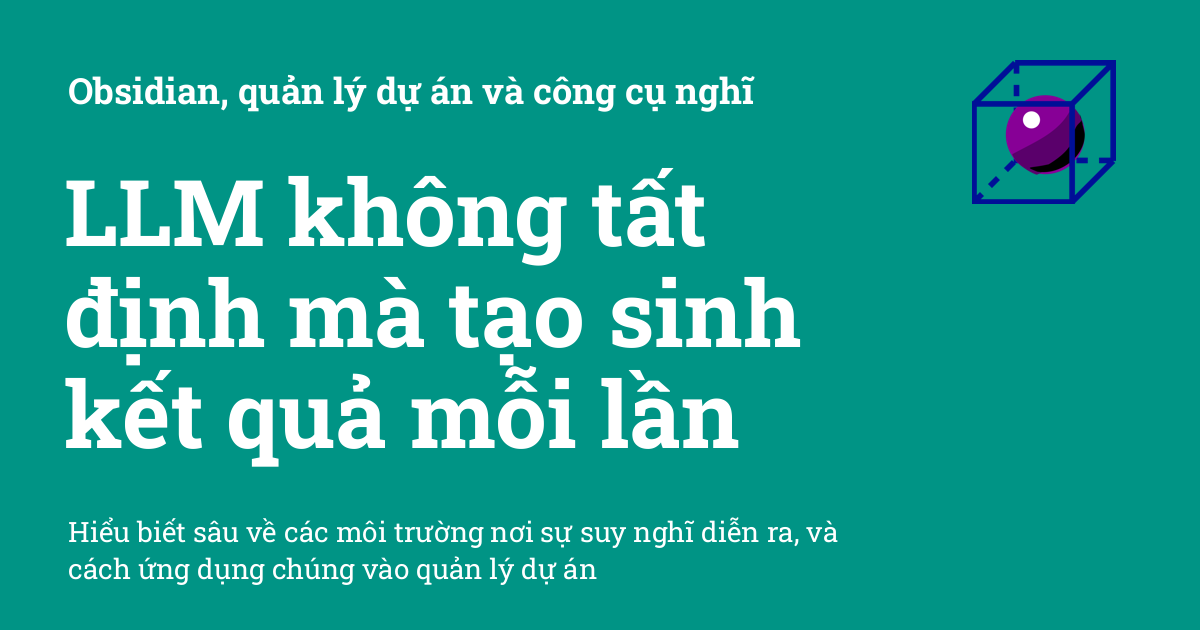 Obsidian, quản lý dự án và công cụ nghĩ
LLM không tất
định mà tạo sinh
kết quả mỗi lần
Hiểu biết sâu về các môi trường nơi sự suy nghĩ diễn ra, và
cách ứng dụng chúng vào quản lý dự án